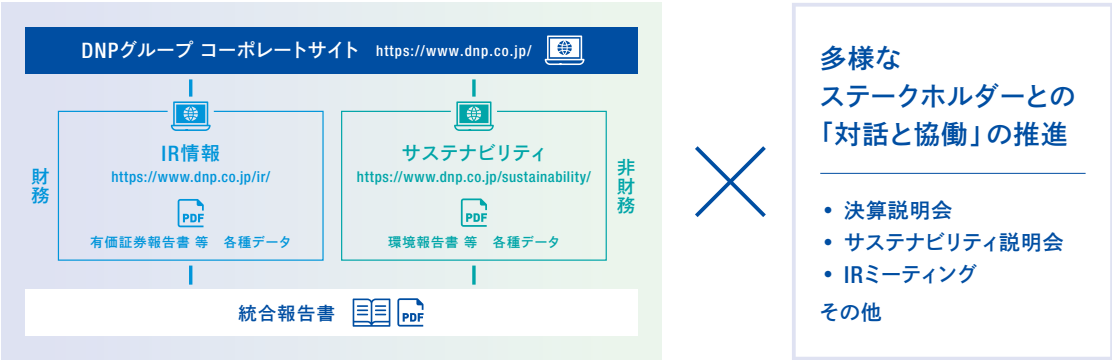 DNPグループ コーポレートサイト https://www.dnp.co.jp/
財務
IR情報
https://www.dnp.co.jp/ir/
PDF
有価証券報告書 等 各種データ
サステナビリティ
https://www.dnp.co.jp/sustainability/
PDF
環境報告書 等 各種データ
非財務
統合報告書 PDF
多様な
ステークホルダーとの
「対話と協働」の推進
• 決算説明会
• サステナビリティ説明会
• IRミーティング
その他